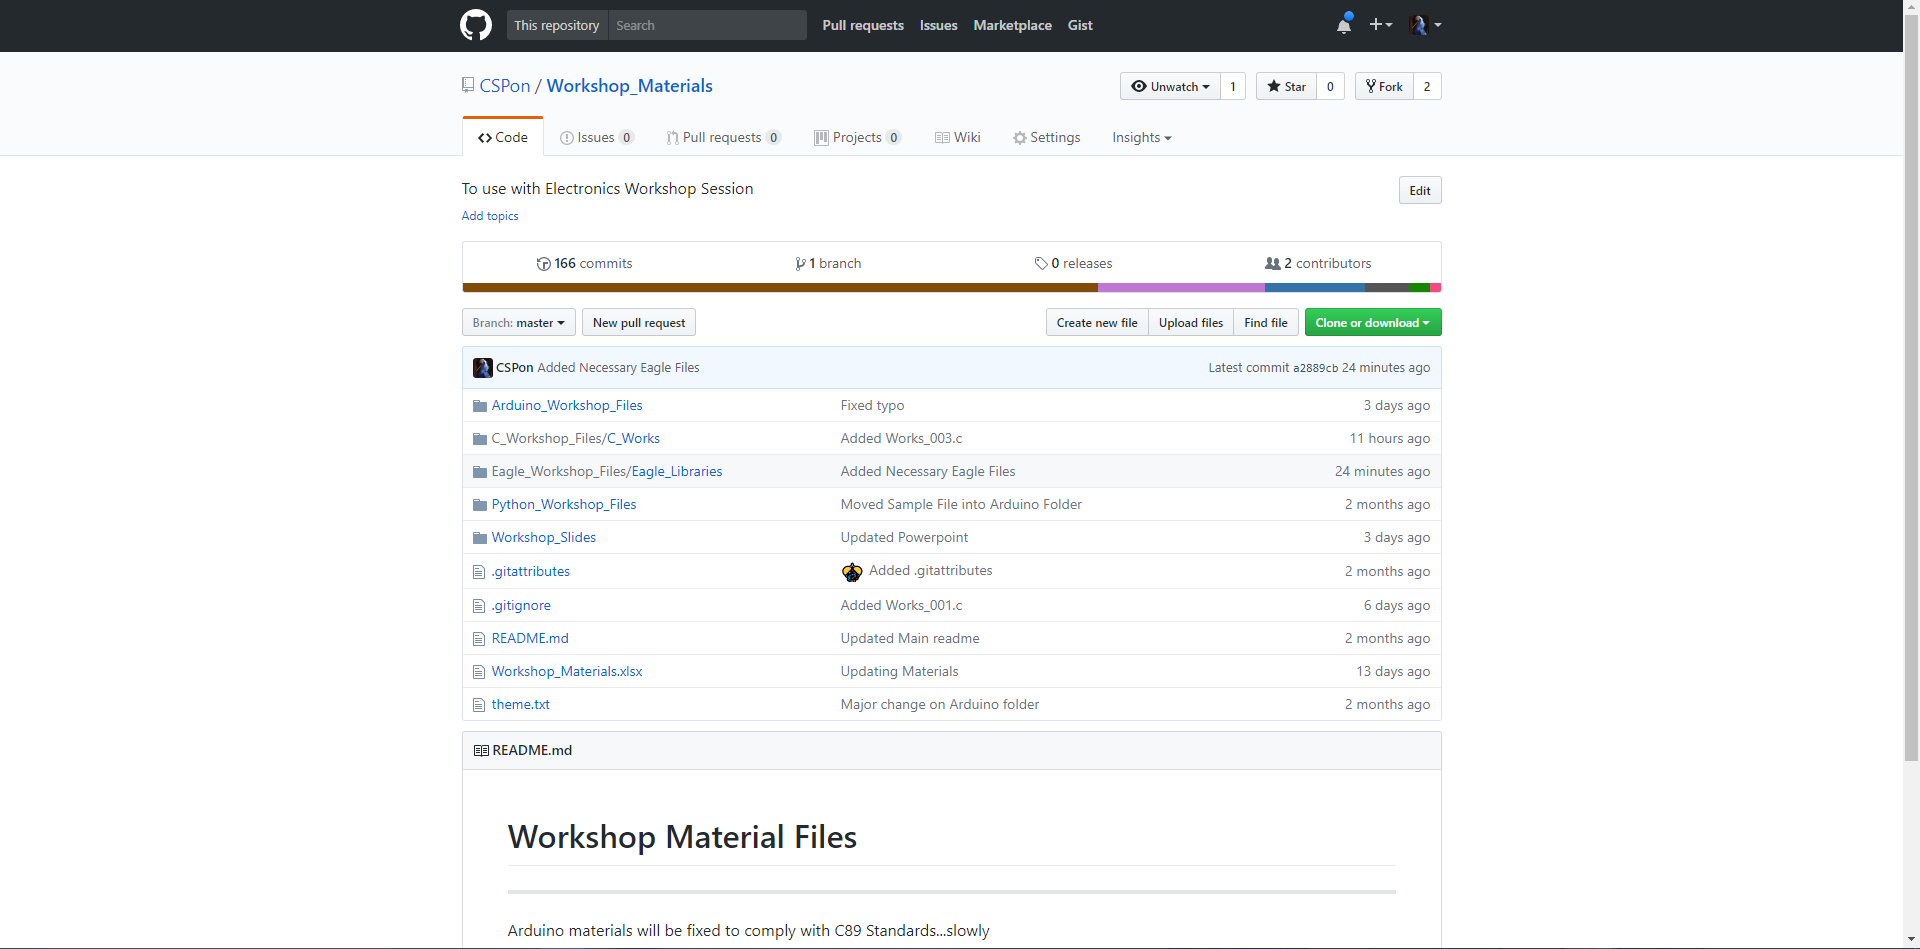 This repository Search Pull requests Issues Marketplace Gist
CSPon / Workshop_Materials Unwatch 1 Star 0 Fork 2
Code Issues 0 Pull requests 0 Projects 0 Wiki Settings Insights
To use with Electronics Workshop Session Edit
Add topics
166 commits 1 branch 0 releases 2 contributors
Branch: master New pull request Create new file Upload files Find file Clone or download
CSPon Added Necessary Eagle Files Latest commit a2889cb 24 minutes ago
Arduino_Workshop_Files Fixed typo 3 days ago
C_Workshop_Files/C_Works Added Works_003.c 11 hours ago
Eagle_Workshop_Files/Eagle_Libraries Added Necessary Eagle Files 24 minutes ago
Python_Workshop_Files Moved Sample File into Arduino Folder 2 months ago
Workshop_Slides Updated Powerpoint 3 days ago
.gitattributes Added .gitattributes 2 months ago
.gitignore Added Works_001.c 6 days ago
README.md Updated Main readme 2 months ago
Workshop_Materials.xlsx Updating Materials 13 days ago
theme.txt Major change on Arduino folder 2 months ago
README.md
Workshop Material Files
Arduino materials will be fixed to comply with C89 Standards...slowly